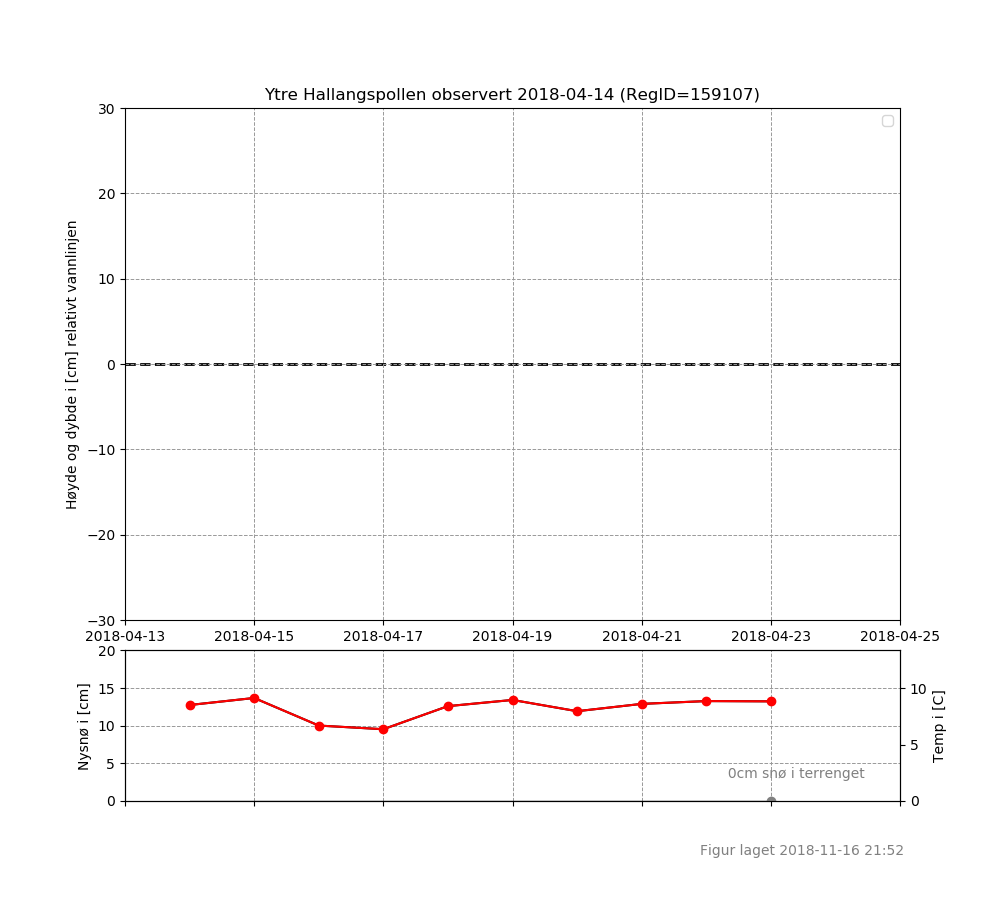 Ytre Hallangspollen observert 2018-04-14 (RegID=159107)
Høyde og dybde i [cm] relativt vannlinjen
30
20
10
0
−10
−20
−30
2018-04-13 2018-04-15 2018-04-17 2018-04-19 2018-04-21 2018-04-23 2018-04-25
Nysnø i [cm]
20
15
10
5
0
10
5
0
Temp i [C]
0cm snø i terrenget
Figur laget 2018-11-16 21:52